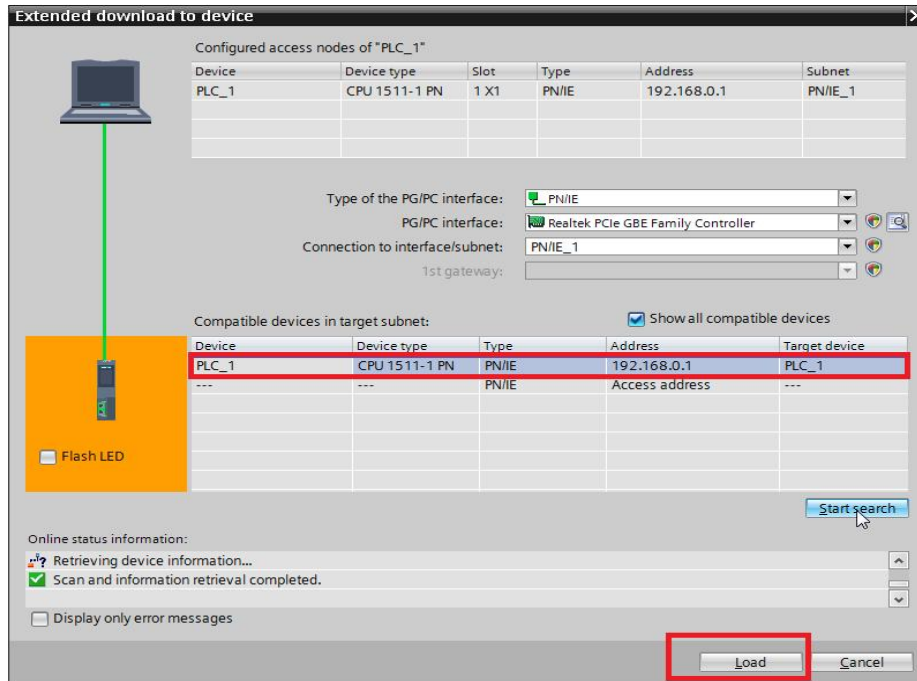 Extended download to device
Configured access nodes of "PLC_1"
Device Device type Slot Type Address Subnet
PLC_1 CPU 1511-1 PN 1 X1 PN/IE 192.168.0.1 PN/IE_1
Type of the PG/PC interface: PN/IE
PG/PC interface: Realtek PCIe GBE Family Controller
Connection to interface/subnet: PN/IE_1
1st gateway:
Compatible devices in target subnet: Show all compatible devices
Device Device type Type Address Target device
PLC_1 CPU 1511-1 PN PN/IE 192.168.0.1 PLC_1
--- --- PN/IE Access address ---
Flash LED
Start search
Online status information:
Retrieving device information...
Scan and information retrieval completed.
Display only error messages
Load Cancel